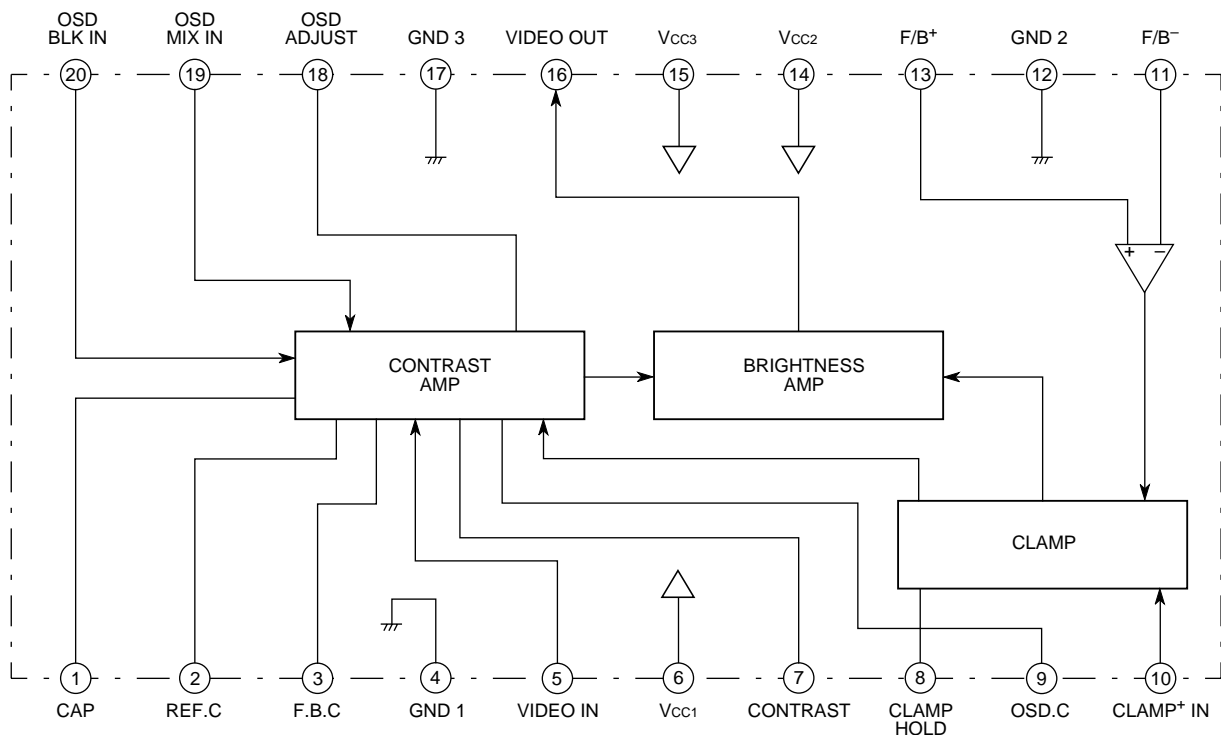 OSD BLK IN
OSD MIX IN
OSD ADJUST
GND 3
VIDEO OUT
VCC3
VCC2
F/B+
GND 2
F/B−
20
19
18
17
16
15
14
13
12
11
+
−
CONTRAST
AMP
BRIGHTNESS
AMP
CLAMP
1
2
3
4
5
6
7
8
9
10
CAP
REF.C
F.B.C
GND 1
VIDEO IN
VCC1
CONTRAST
CLAMP HOLD
OSD.C
CLAMP+ IN